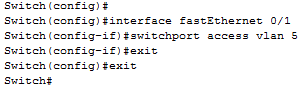 Switch(config)#
Switch(config)#interface fastEthernet 0/1
Switch(config-if)#switchport access vlan 5
Switch(config-if)#exit
Switch(config)#exit
Switch#